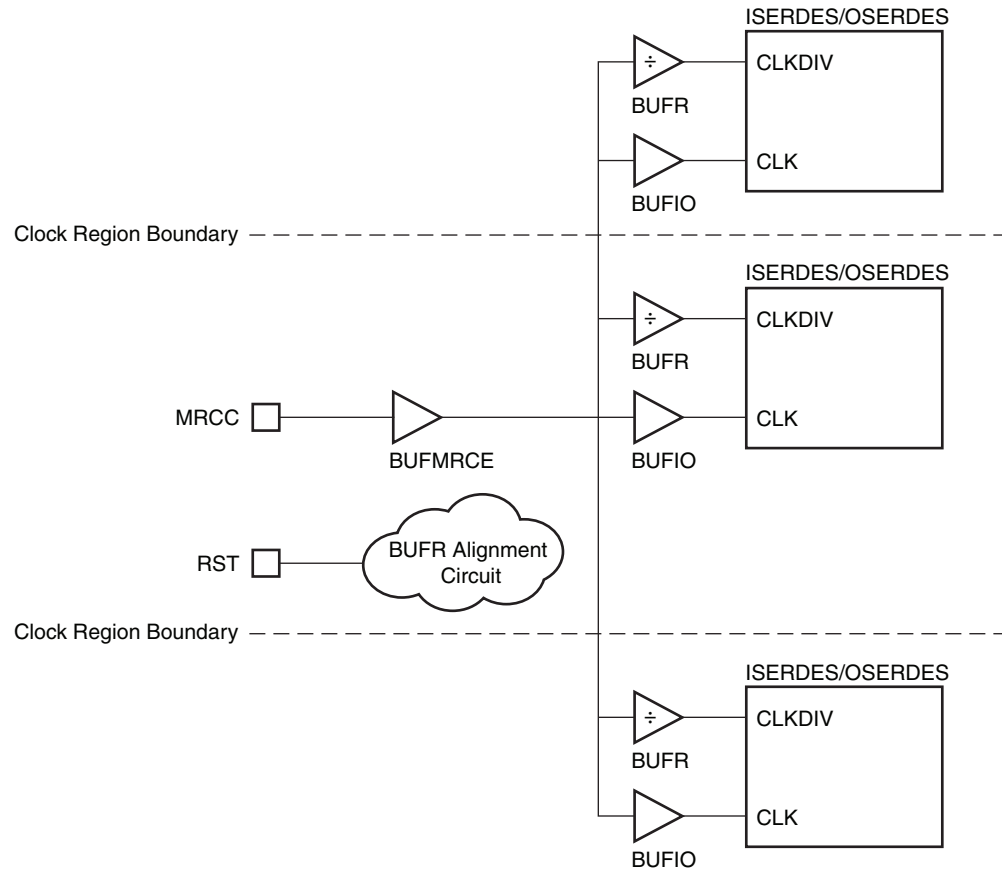 ISERDES/OSERDES
÷
CLKDIV
BUFR
CLK
BUFIO
Clock Region Boundary
ISERDES/OSERDES
÷
CLKDIV
BUFR
MRCC
CLK
BUFMRCE
BUFIO
RST
BUFR Alignment
Circuit
Clock Region Boundary
ISERDES/OSERDES
÷
CLKDIV
BUFR
CLK
BUFIO